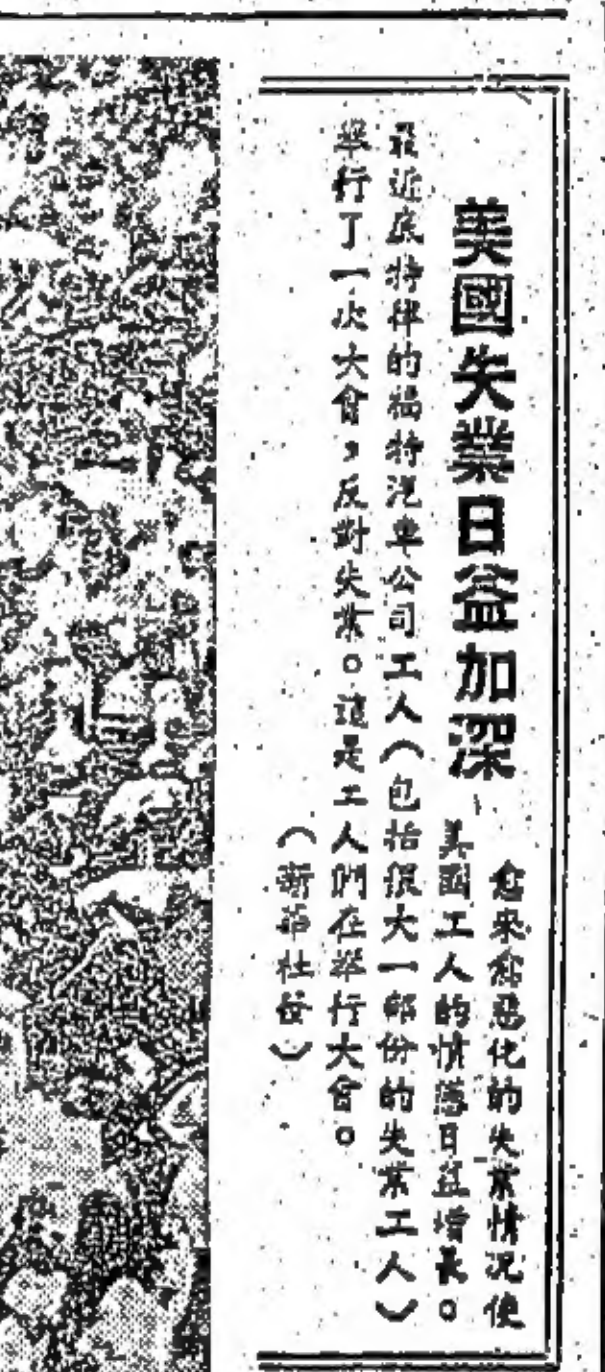 美國失業日益加深
愈來愈惡化的失業情況使
美國工人的憤懣日益增長。
最近底特律的福特汽車公司工人(包括很大一部份的失業工人)
舉行了一次大會,反對失業。這是工人們在舉行大會。
(新華社發)